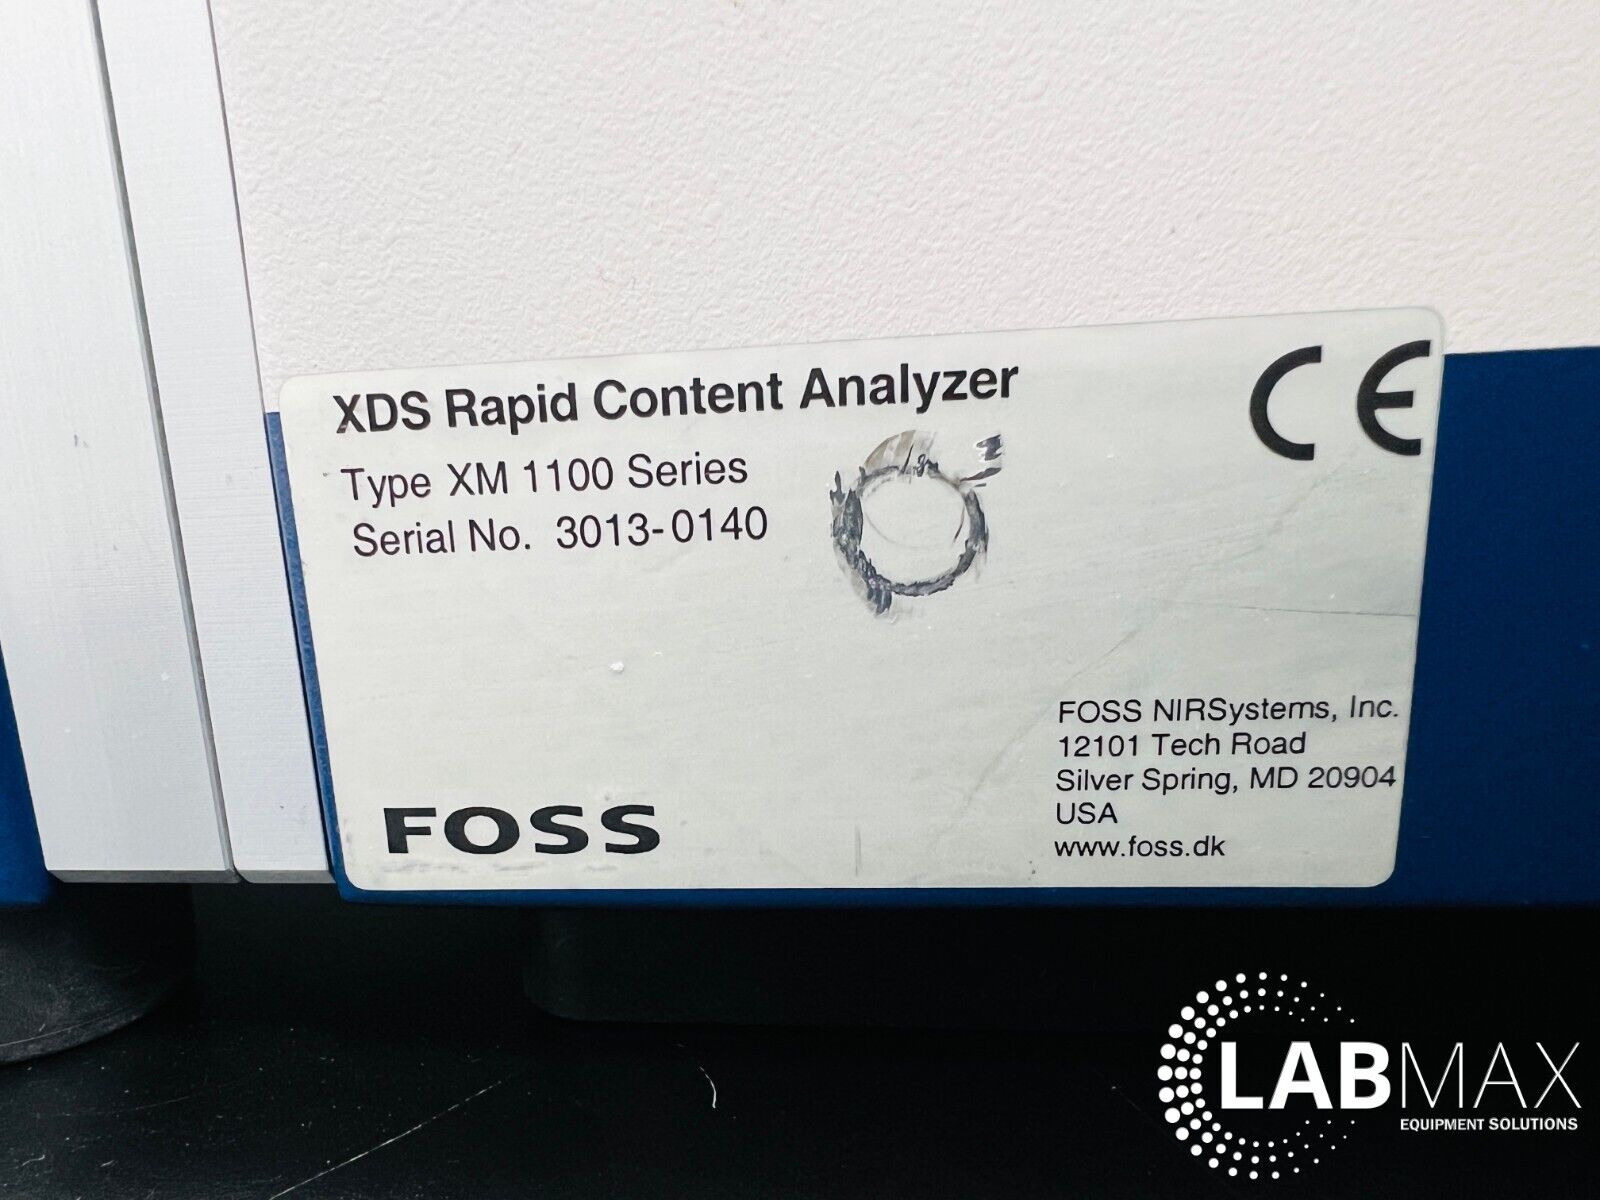 XDS Rapid Content Analyzer
Type XM 1100 Series
Serial No. 3013-0140
CE
FOSS NIRSystems, Inc.
12101 Tech Road
Silver Spring, MD 20904
USA
www.foss.dk
FOSS
LABMAX
EQUIPMENT SOLUTIONS